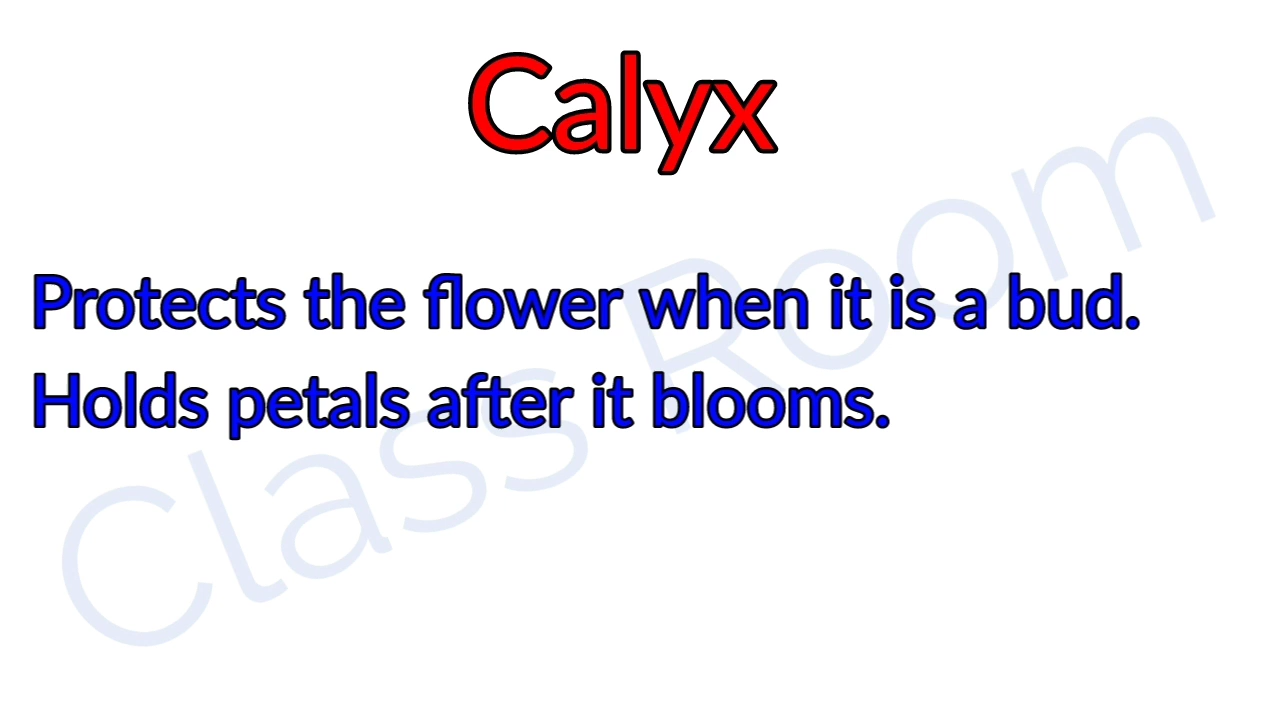 Calyx
Protects the flower when it is a bud.
Holds petals after it blooms.
Class Room